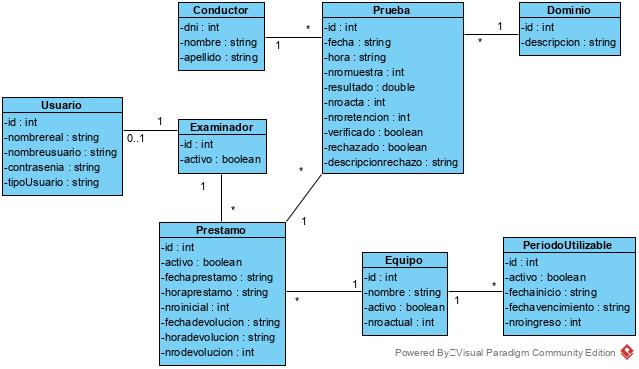 Conductor
-dni : int
-nombre : string
-apellido : string
1
*
Prueba
-id : int
-fecha : string
-hora : string
-nromuestra : int
-resultado : double
-nroacta : int
-nroretencion : int
-verificado : boolean
-rechazado : boolean
-descripcionrechazo : string
1
*
Dominio
-id : int
-descripcion : string
Usuario
-id : int
-nombrereal : string
-nombreusuario : string
-contrasenia : string
-tipoUsuario : string
1
0..1
Examinador
-id : int
-activo : boolean
1
*
*
1
Prestamo
-id : int
-activo : boolean
-fechaprestamo : string
-horaprestamo : string
-nroinicial : int
-fechadevolucion : string
-horadevolucion : string
-nrodevolucion : int
*
1
Equipo
-id : int
-nombre : string
-activo : boolean
-nroactual : int
1
*
PeriodoUtilizable
-id : int
-activo : boolean
-fechainicio : string
-fechavencimiento : string
-nroingreso : int
Powered By Visual Paradigm Community Edition